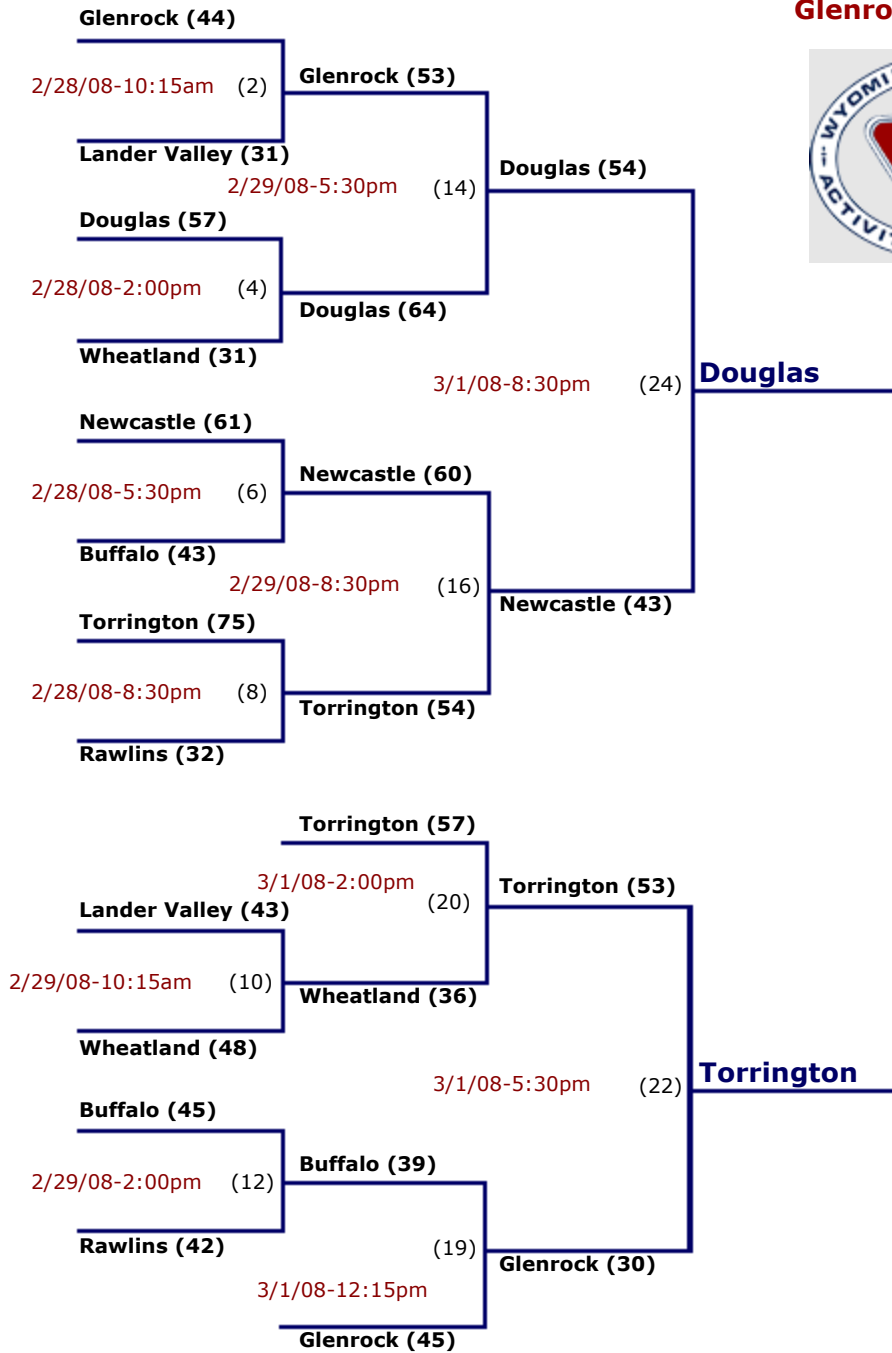 Glenrock (44)
2/28/08-10:15am (2)
Glenrock (53)
Lander Valley (31)
2/29/08-5:30pm (14)
Douglas (54)
Douglas (57)
2/28/08-2:00pm (4)
Douglas (64)
Wheatland (31)
3/1/08-8:30pm (24)
Douglas
Newcastle (61)
2/28/08-5:30pm (6)
Newcastle (60)
Buffalo (43)
2/29/08-8:30pm (16)
Newcastle (43)
Torrington (75)
2/28/08-8:30pm (8)
Torrington (54)
Rawlins (32)
Torrington (57)
3/1/08-2:00pm (20)
Torrington (53)
Lander Valley (43)
2/29/08-10:15am (10)
Wheatland (36)
Wheatland (48)
3/1/08-5:30pm (22)
Torrington
Buffalo (45)
2/29/08-2:00pm (12)
Buffalo (39)
Rawlins (42)
(19)
Glenrock (30)
3/1/08-12:15pm
Glenrock (45)
Glenro
WYOMI
ACTIVIT